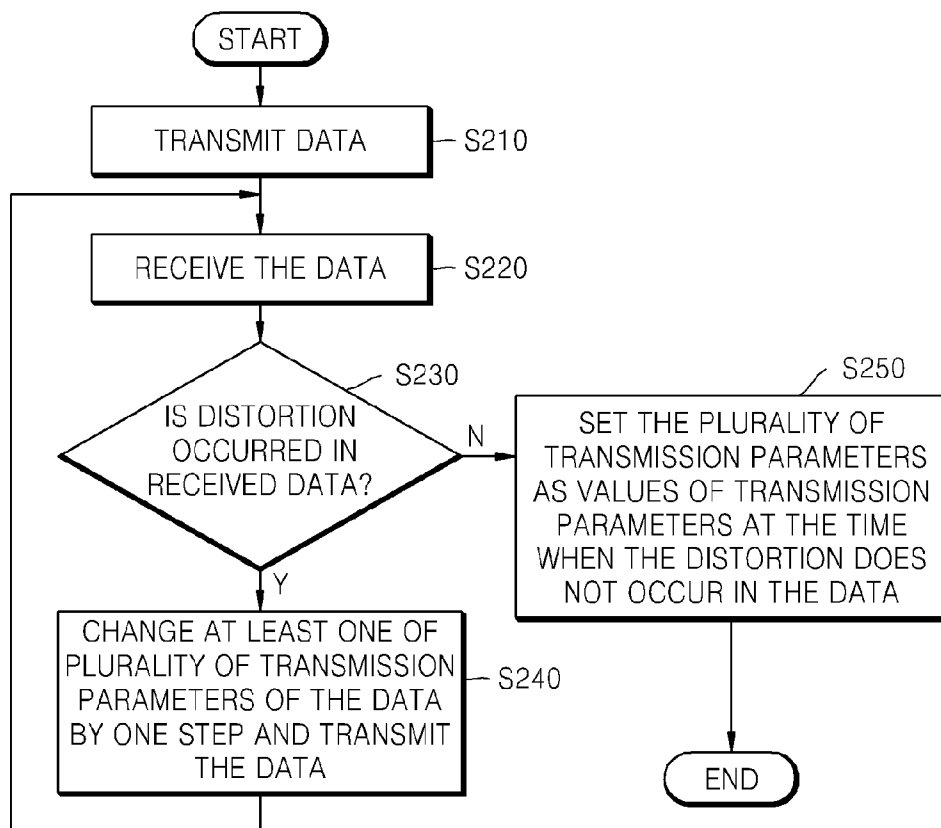 START
TRANSMIT DATA
S210
RECEIVE THE DATA
S220
S230
IS DISTORTION
OCCURRED IN
RECEIVED DATA?
N
Y
S250
SET THE PLURALITY OF
TRANSMISSION PARAMETERS
AS VALUES OF TRANSMISSION
PARAMETERS AT THE TIME
WHEN THE DISTORTION DOES
NOT OCCUR IN THE DATA
CHANGE AT LEAST ONE OF
PLURALITY OF TRANSMISSION
PARAMETERS OF THE DATA
BY ONE STEP AND TRANSMIT
THE DATA
S240
END